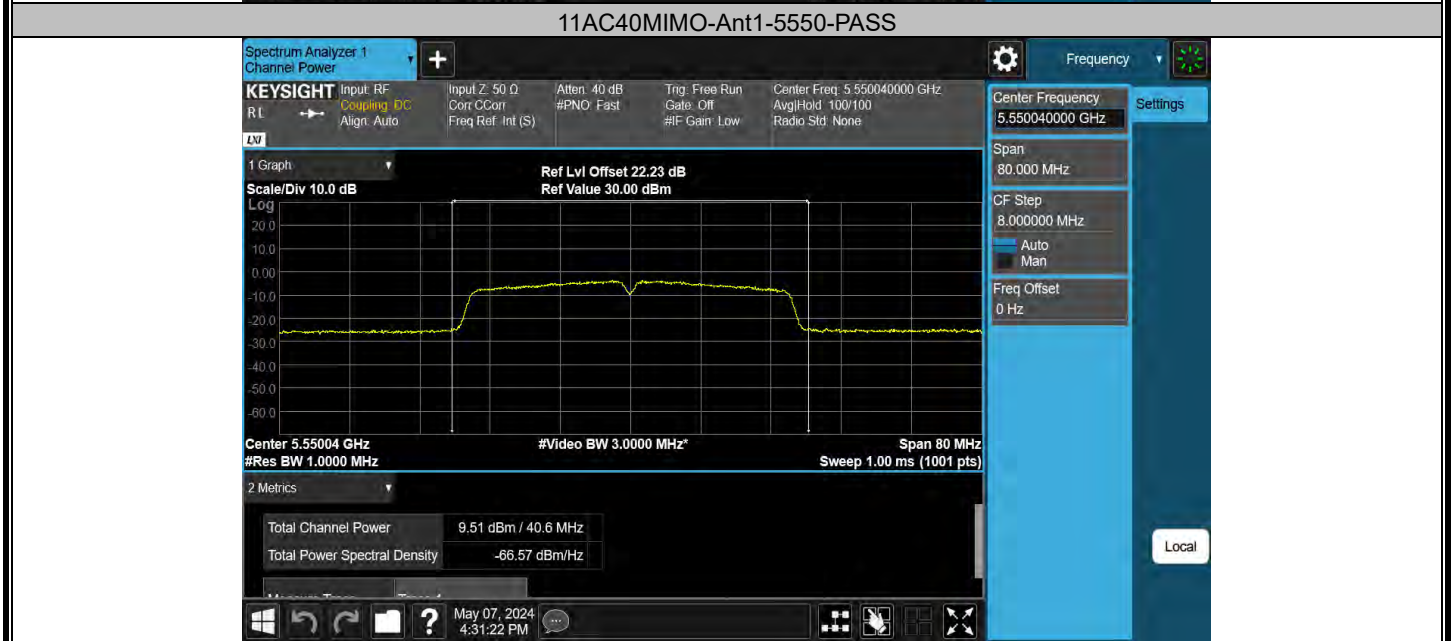 11AC40MIMO-Ant1-5550-PASS
Spectrum Analyzer 1
Channel Power
+
Frequency
KEYSIGHT
RL
LXI
Input: RF
Coupling: DC
Align: Auto
Input Z: 50 Ω
Corr CCorr
Freq Ref: Int (S)
Atten: 40 dB
#PNO: Fast
Trig: Free Run
Gate: Off
#IF Gain: Low
Center Freq: 5.550040000 GHz
Avg|Hold: 100/100
Radio Std: None
Center Frequency
5.550040000 GHz
Settings
Span
80.000 MHz
CF Step
8.000000 MHz
Auto
Man
Freq Offset
0 Hz
1 Graph
Scale/Div 10.0 dB
Ref Lvl Offset 22.23 dB
Ref Value 30.00 dBm
Log
20.0
10.0
0.00
-10.0
-20.0
-30.0
-40.0
-50.0
-60.0
Center 5.55004 GHz
#Res BW 1.0000 MHz
#Video BW 3.0000 MHz*
Span 80 MHz
Sweep 1.00 ms (1001 pts)
2 Metrics
Total Channel Power 9.51 dBm / 40.6 MHz
Total Power Spectral Density -66.57 dBm/Hz
Local
?
May 07, 2024
4:31:22 PM